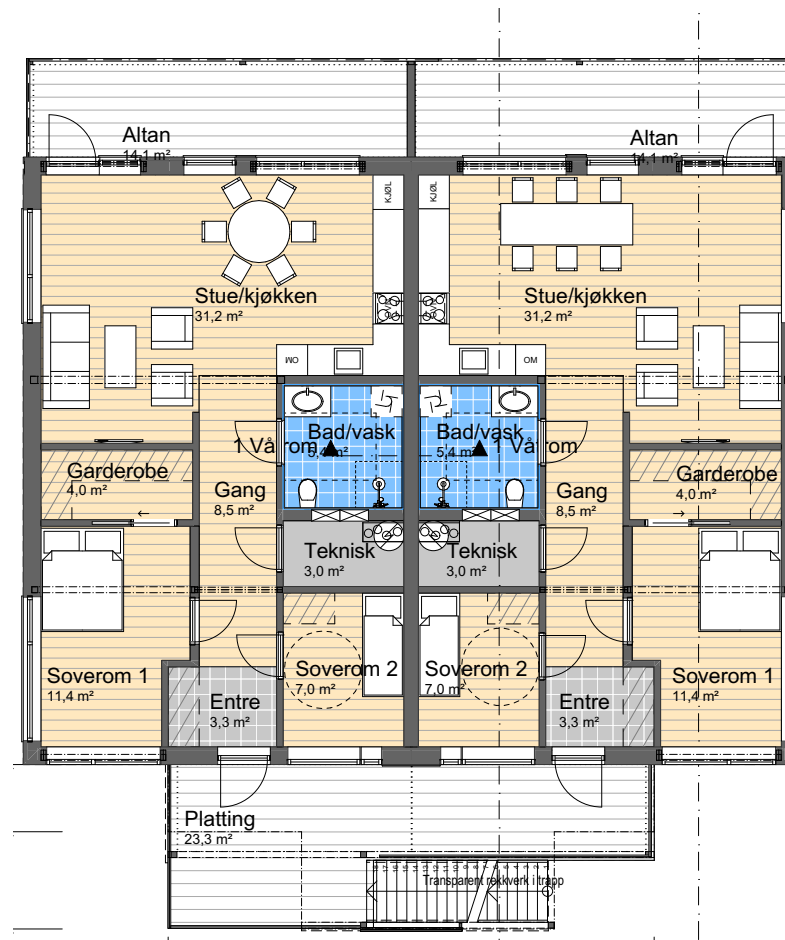 Altan
14,1 m²
Altan
14,1 m²
KJØL
KJØL
Stue/kjøkken
31,2 m²
Stue/kjøkken
31,2 m²
OM
OM
Bad/vask
5,4 m²
1 Våtrom
Bad/vask
5,4 m²
1 Våtrom
Garderobe
4,0 m²
Gang
8,5 m²
Gang
8,5 m²
Garderobe
4,0 m²
Teknisk
3,0 m²
Teknisk
3,0 m²
Soverom 1
11,4 m²
Soverom 2
7,0 m²
Soverom 2
7,0 m²
Soverom 1
11,4 m²
Entre
3,3 m²
Entre
3,3 m²
Platting
23,3 m²
Transparent rekkverk i trapp